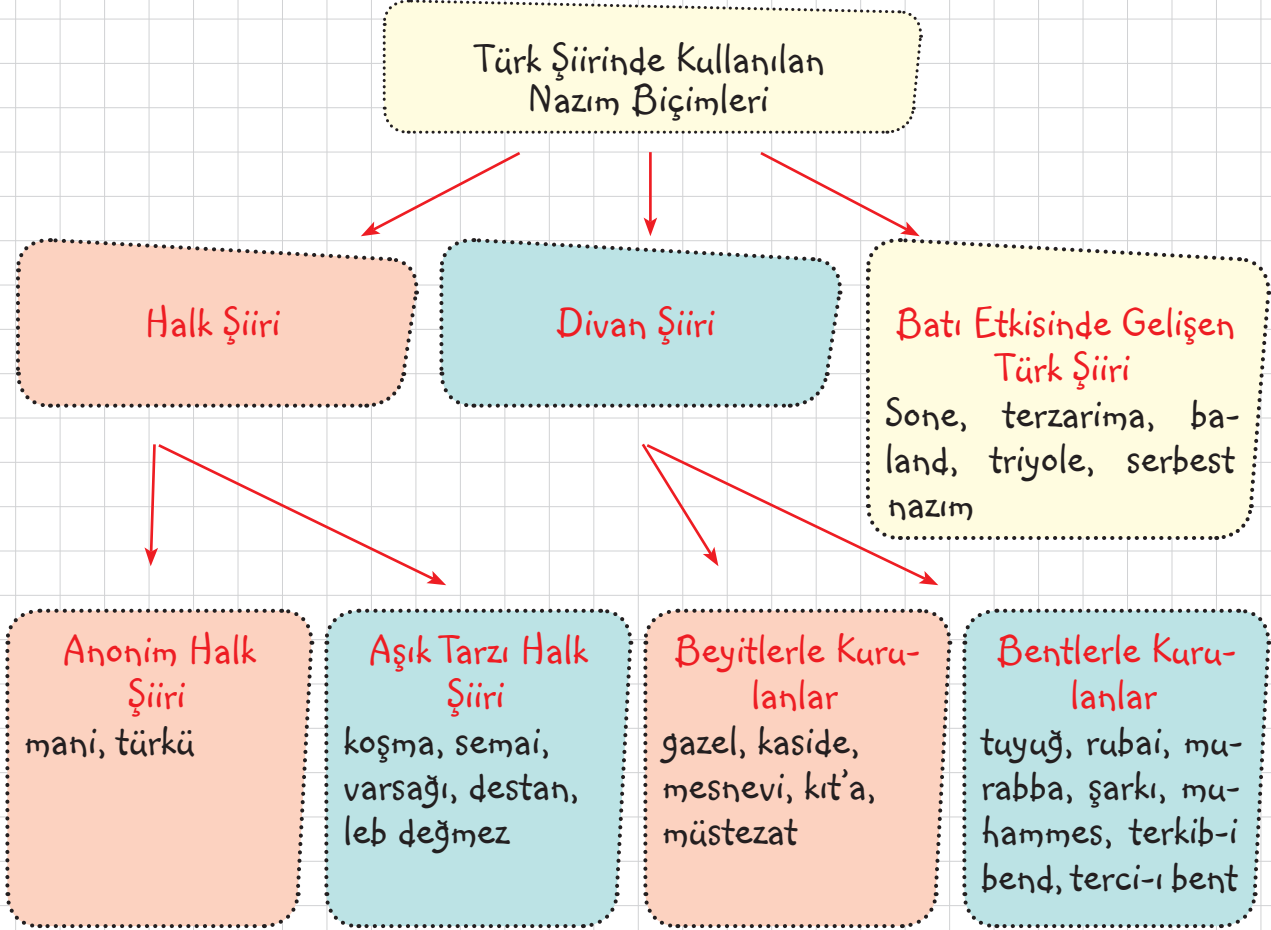 Türk Şiirinde Kullanılan
Nazım Biçimleri
Halk Şiiri
Divan Şiiri
Batı Etkisinde Gelişen
Türk Şiiri
Sone, terzarima, ba-
land, triyole, serbest
nazım
Anonim Halk
Şiiri
mani, türkü
Aşık Tarzı Halk
Şiiri
koşma, semai,
varsağı, destan,
leb değmez
Beyitlerle Kuru-
lanlar
gazel, kaside,
mesnevi, kıt’a,
müstezat
Bentlerle Kuru-
lanlar
tuyuğ, rubai, mu-
rabba, şarkı, mu-
hammes, terkib-i
bend, terci-ı bent